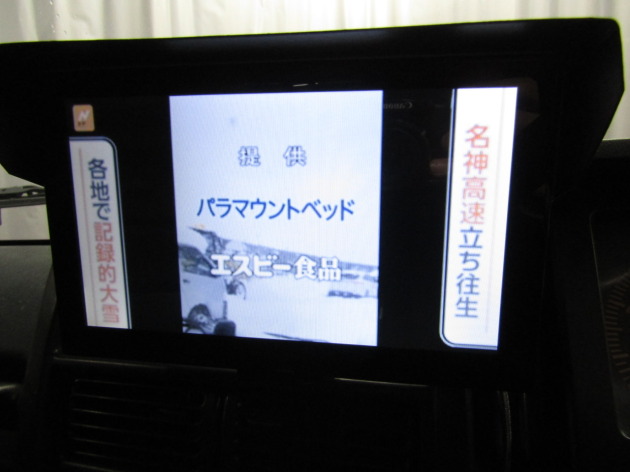 各地で記録的大雪
提 供
パラマウントベッド
エスビー食品
名神高速立ち往生